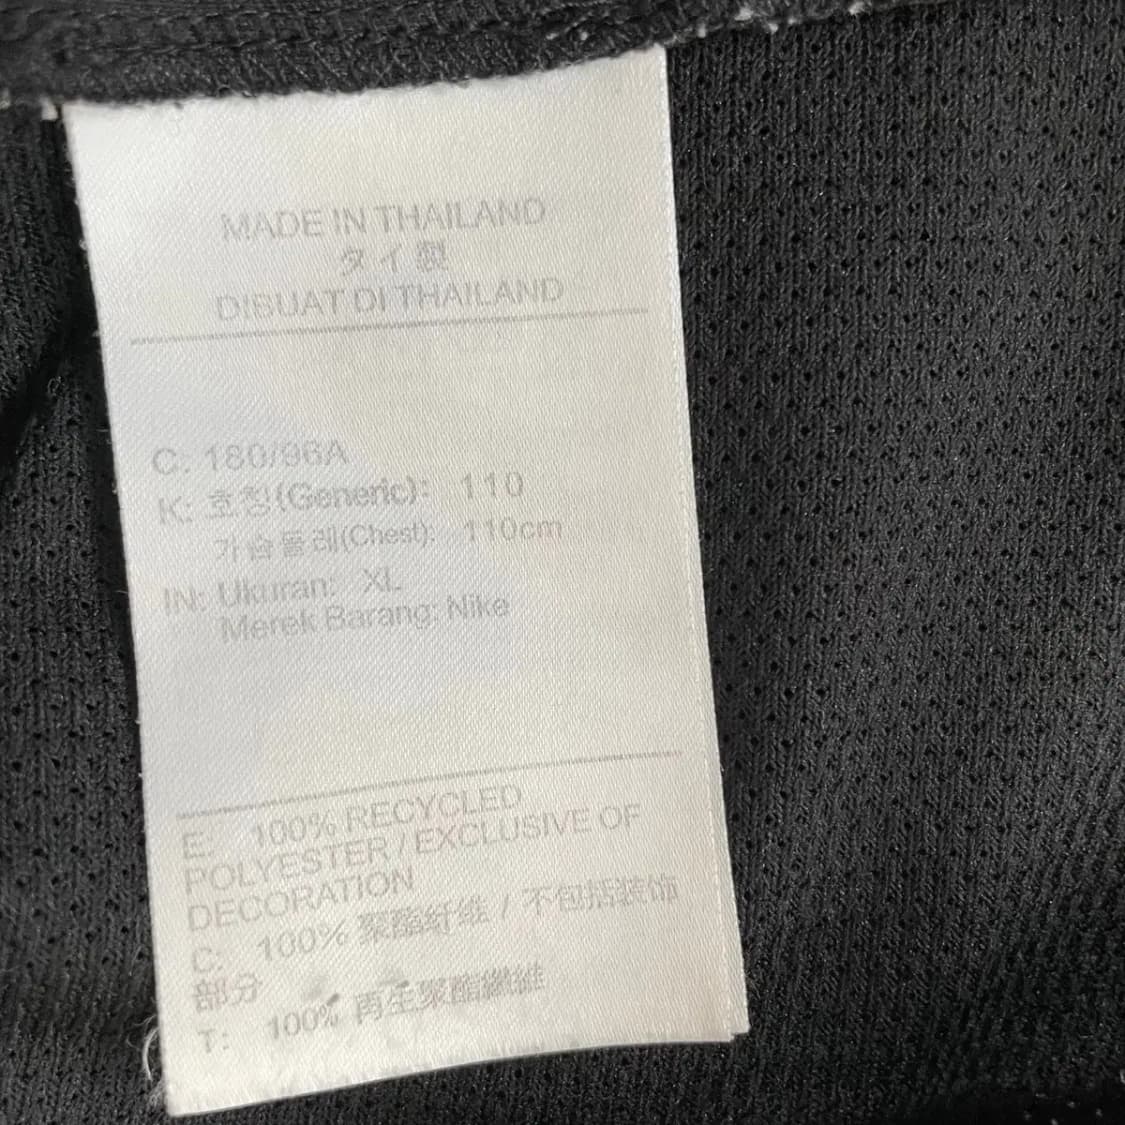 MADE IN THAILAND
タイ製
DIBUAT DI THAILAND
C: 180/96A
K: 호칭(Generic): 110
가슴둘레(Chest): 110cm
IN: Ukuran: XL
Merek Barang: Nike
E: 100% RECYCLED
POLYESTER / EXCLUSIVE OF
DECORATION
C: 100% 聚酯纤维 / 不包括装饰
部分
T: 100% 再生聚酯纖維